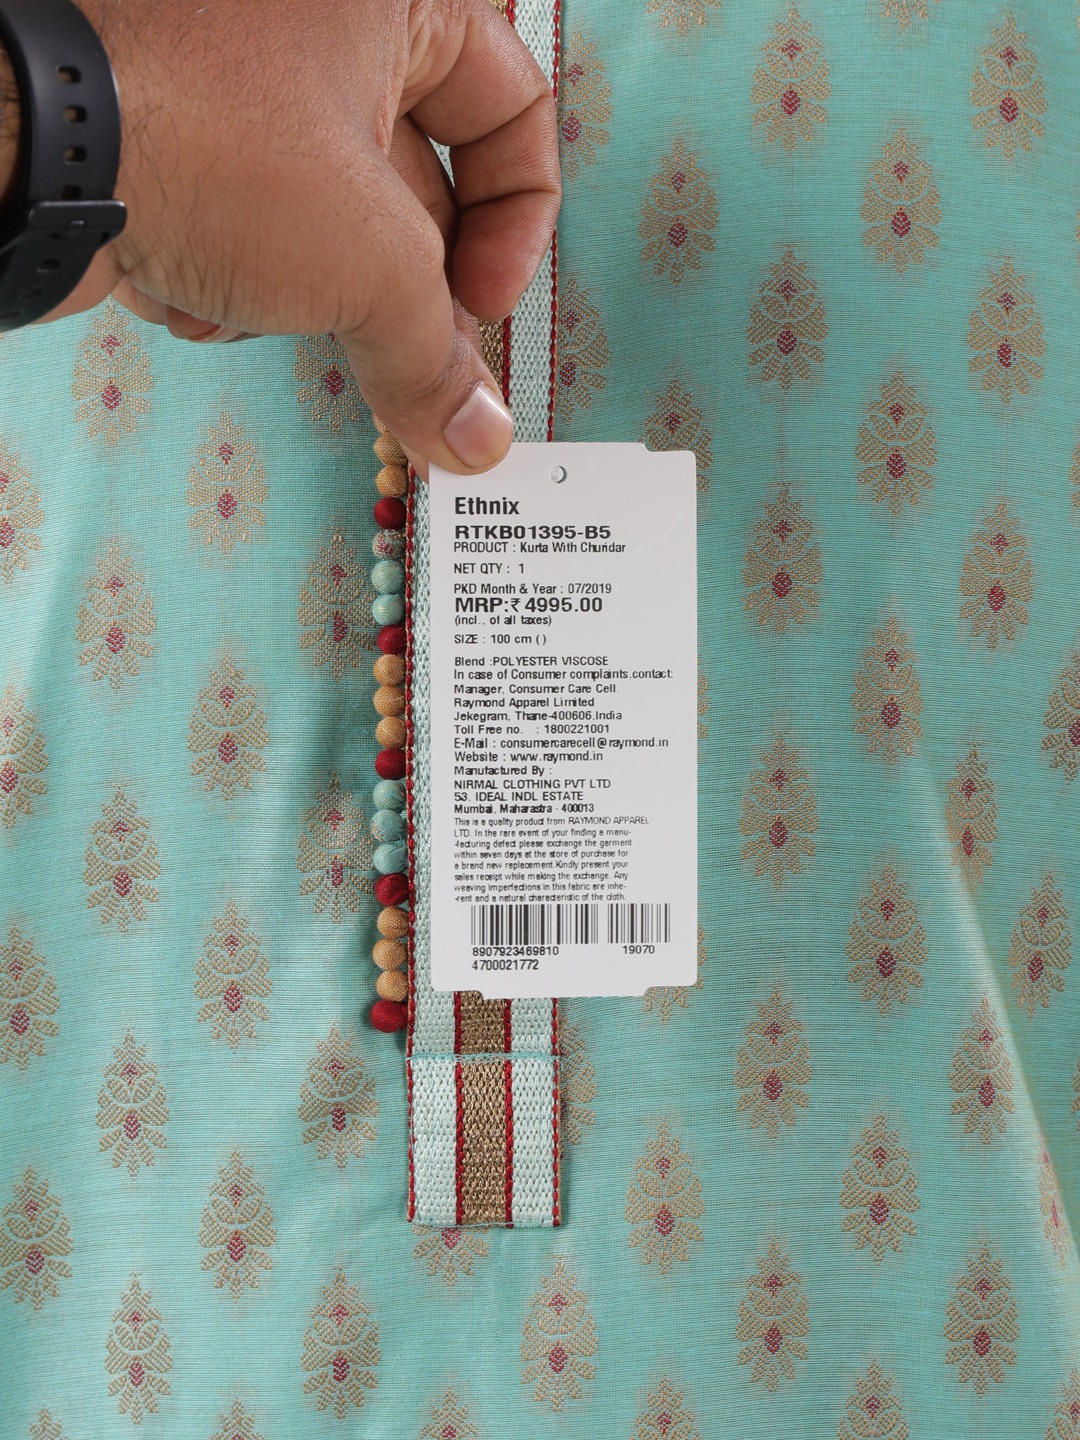 Ethnix
RTKB01395-B5
PRODUCT : Kurta With Churidar
NET QTY : 1
PKD Month & Year : 07/2019
MRP:₹ 4995.00
(incl., of all taxes)
SIZE : 100 cm ( )
Blend :POLYESTER VISCOSE
In case of Consumer complaints.contact:
Manager, Consumer Care Cell.
Raymond Apparel Limited
Jekegram, Thane-400606.India
Toll Free no. : 1800221001
E-Mail : consumercarecell@raymond.in
Website : www.raymond.in
Manufactured By :
NIRMAL CLOTHING PVT LTD
53. IDEAL INDL ESTATE
Mumbai, Maharastra - 400013
This is a quality product from RAYMOND APPAREL
LTD. In the rare event of your finding a manu-
-facturing defect please exchange the garment
within seven days at the store of purchase for
a brand new replacement.Kindly present your
sales receipt while making the exchange. Any
weaving imperfections in this fabric are inhe-
-rent and a natural characteristic of the cloth.
8907923469810 19070
4700021772